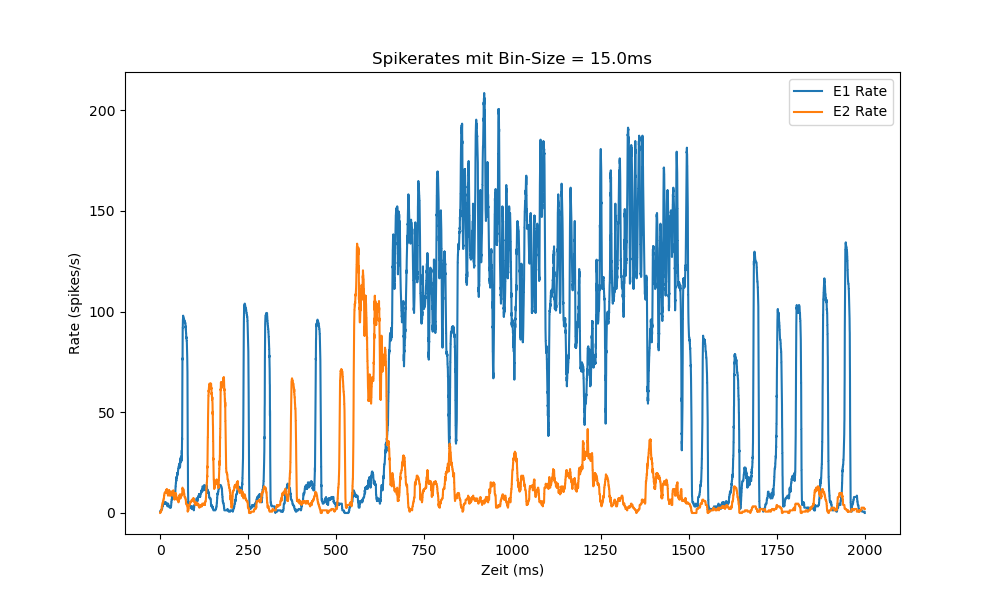 Spikerates mit Bin-Size = 15.0ms
E1 Rate
E2 Rate
200
150
100
50
0
Rate (spikes/s)
0 250 500 750 1000 1250 1500 1750 2000
Zeit (ms)